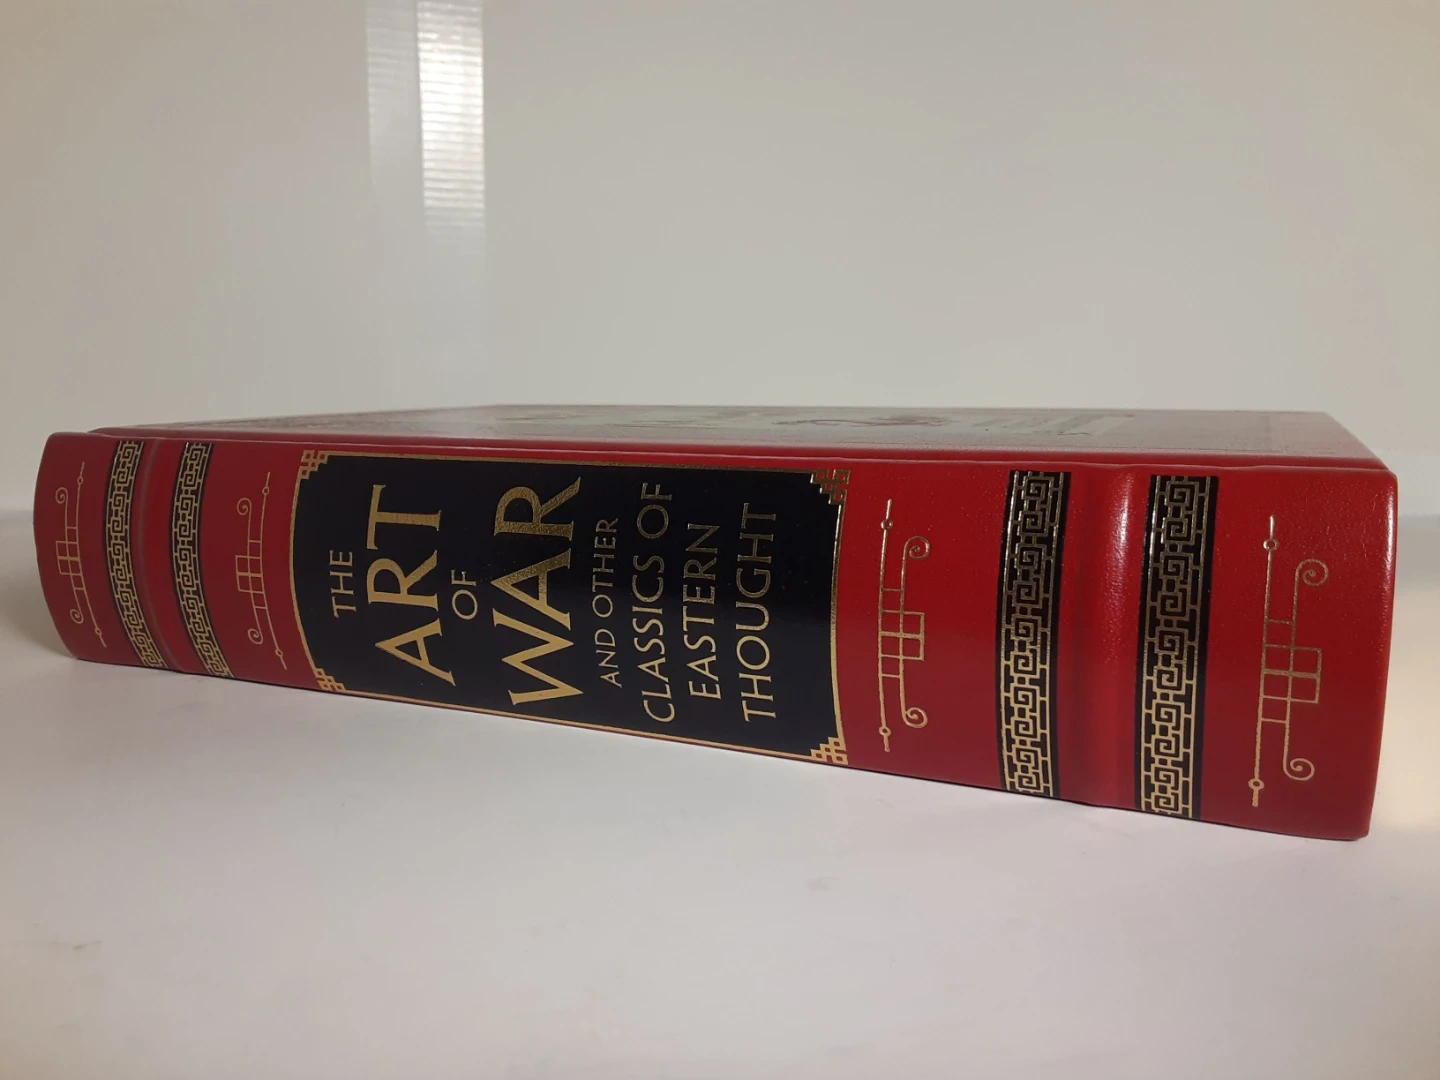 THE
ART
OF
WAR
AND OTHER
CLASSICS OF
EASTERN
THOUGHT